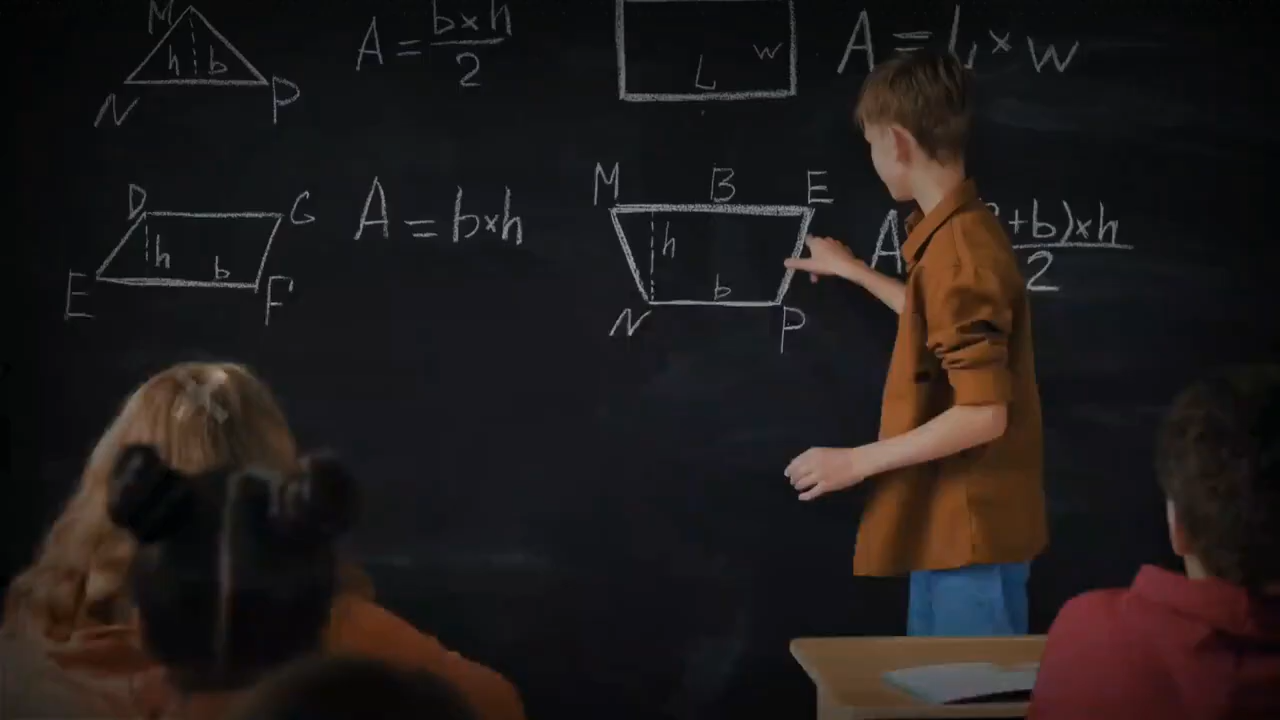 M
h b
N P
A = b×h
2
W
L
A = L × W
D G
h b
E F
A = b×h
M B E
h
b
N P
A
+b)×h
2